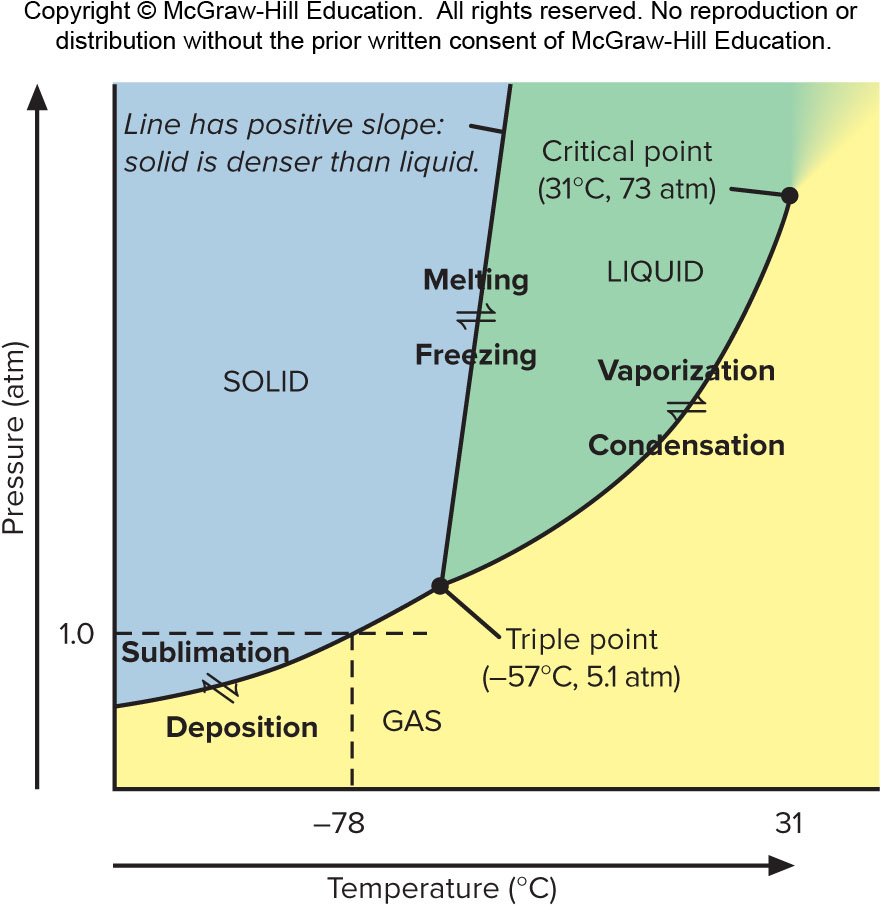 Copyright © McGraw-Hill Education.  All rights reserved. No reproduction or
distribution without the prior written consent of McGraw-Hill Education.
Line has positive slope:
solid is denser than liquid.
Critical point
(31°C, 73 atm)
LIQUID
Melting
⇌
Freezing
SOLID
Vaporization
⇌
Condensation
Pressure (atm)
1.0
Triple point
(–57°C, 5.1 atm)
Sublimation
⇌
Deposition
GAS
–78
31
Temperature (°C)